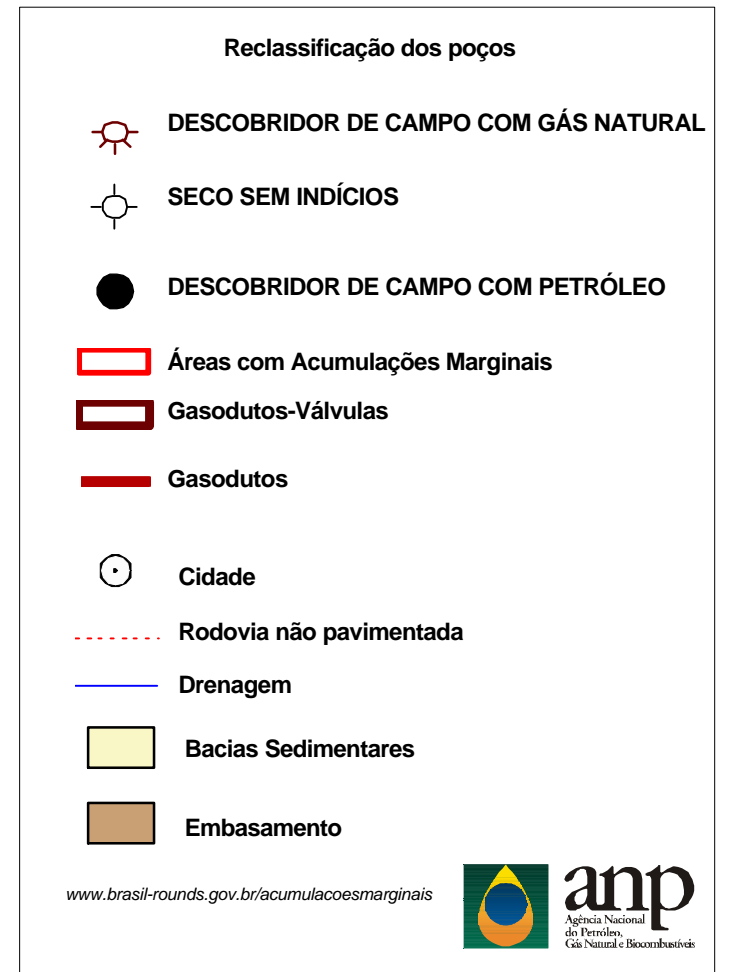 Reclassificação dos poços
DESCOBRIDOR DE CAMPO COM GÁS NATURAL
SECO SEM INDÍCIOS
DESCOBRIDOR DE CAMPO COM PETRÓLEO
Áreas com Acumulações Marginais
Gasodutos-Válvulas
Gasodutos
Cidade
Rodovia não pavimentada
Drenagem
Bacias Sedimentares
Embasamento
www.brasil-rounds.gov.br/acumulacoesmarginais
anp
Agência Nacional
do Petróleo,
Gás Natural e Biocombustíveis